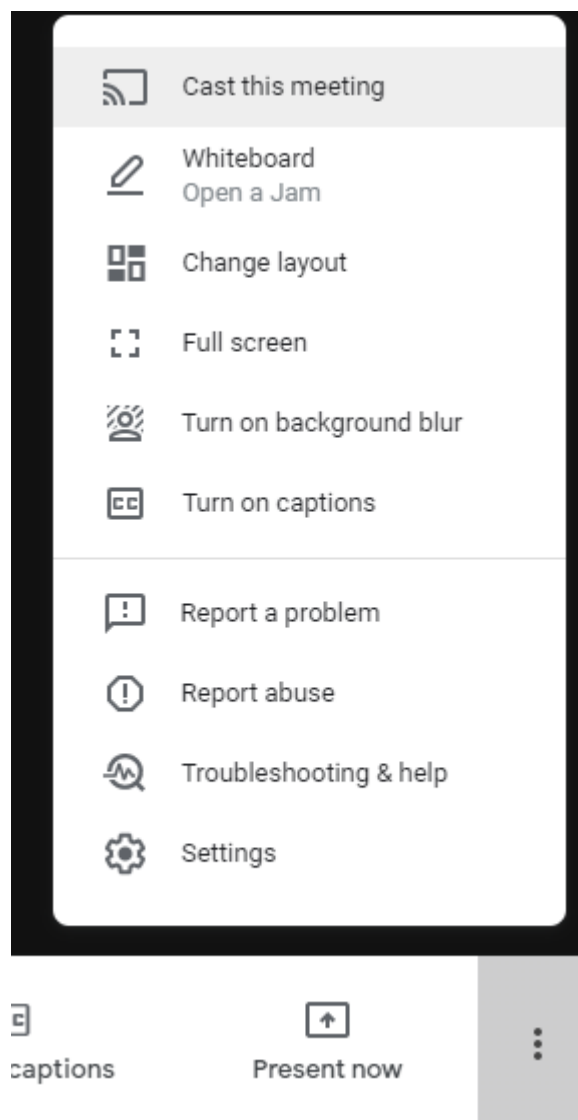 Cast this meeting
Whiteboard
Open a Jam
Change layout
Full screen
Turn on background blur
CC Turn on captions
Report a problem
Report abuse
Troubleshooting & help
Settings
captions
Present now